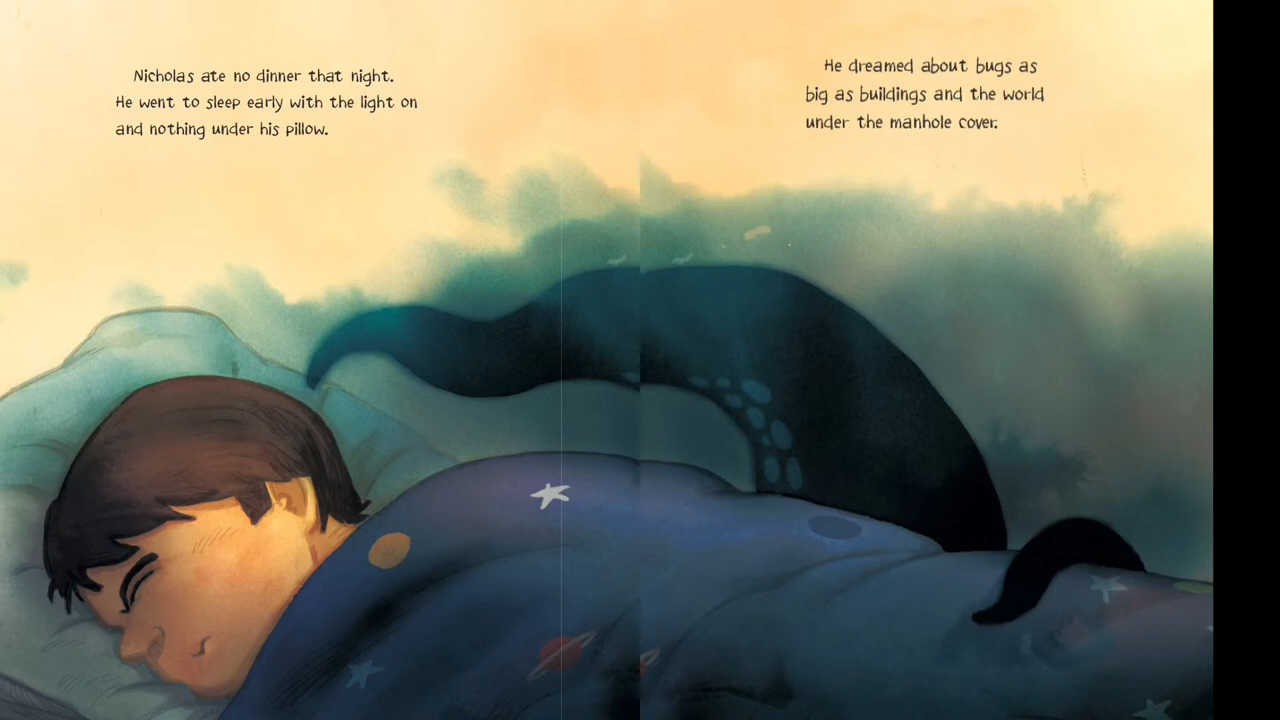 Nicholas ate no dinner that night.
He went to sleep early with the light on
and nothing under his pillow.
He dreamed about bugs as
big as buildings and the world
under the manhole cover.